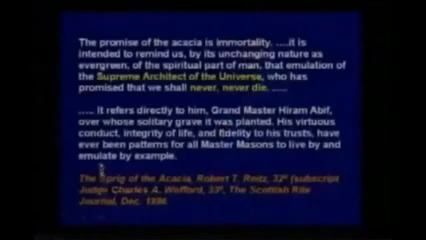 The promise of the acacia is immortality. .....it is
intended to remind us, by its unchanging nature as
evergreen, of the spiritual part of man, that emulation of
the Supreme Architect of the Universe, who has
promised that we shall never, never die. .....
..... It refers directly to him, Grand Master Hiram Abif,
over whose solitary grave it was planted. His virtuous
conduct, integrity of life, and fidelity to his trusts, have
ever been patterns for all Master Masons to live by and
emulate by example.
The Sprig of the Acacia, Robert T. Reitz, 32° (subscript
Judge Charles A. Wofford, 33°, The Scottish Rite
Journal, Dec.